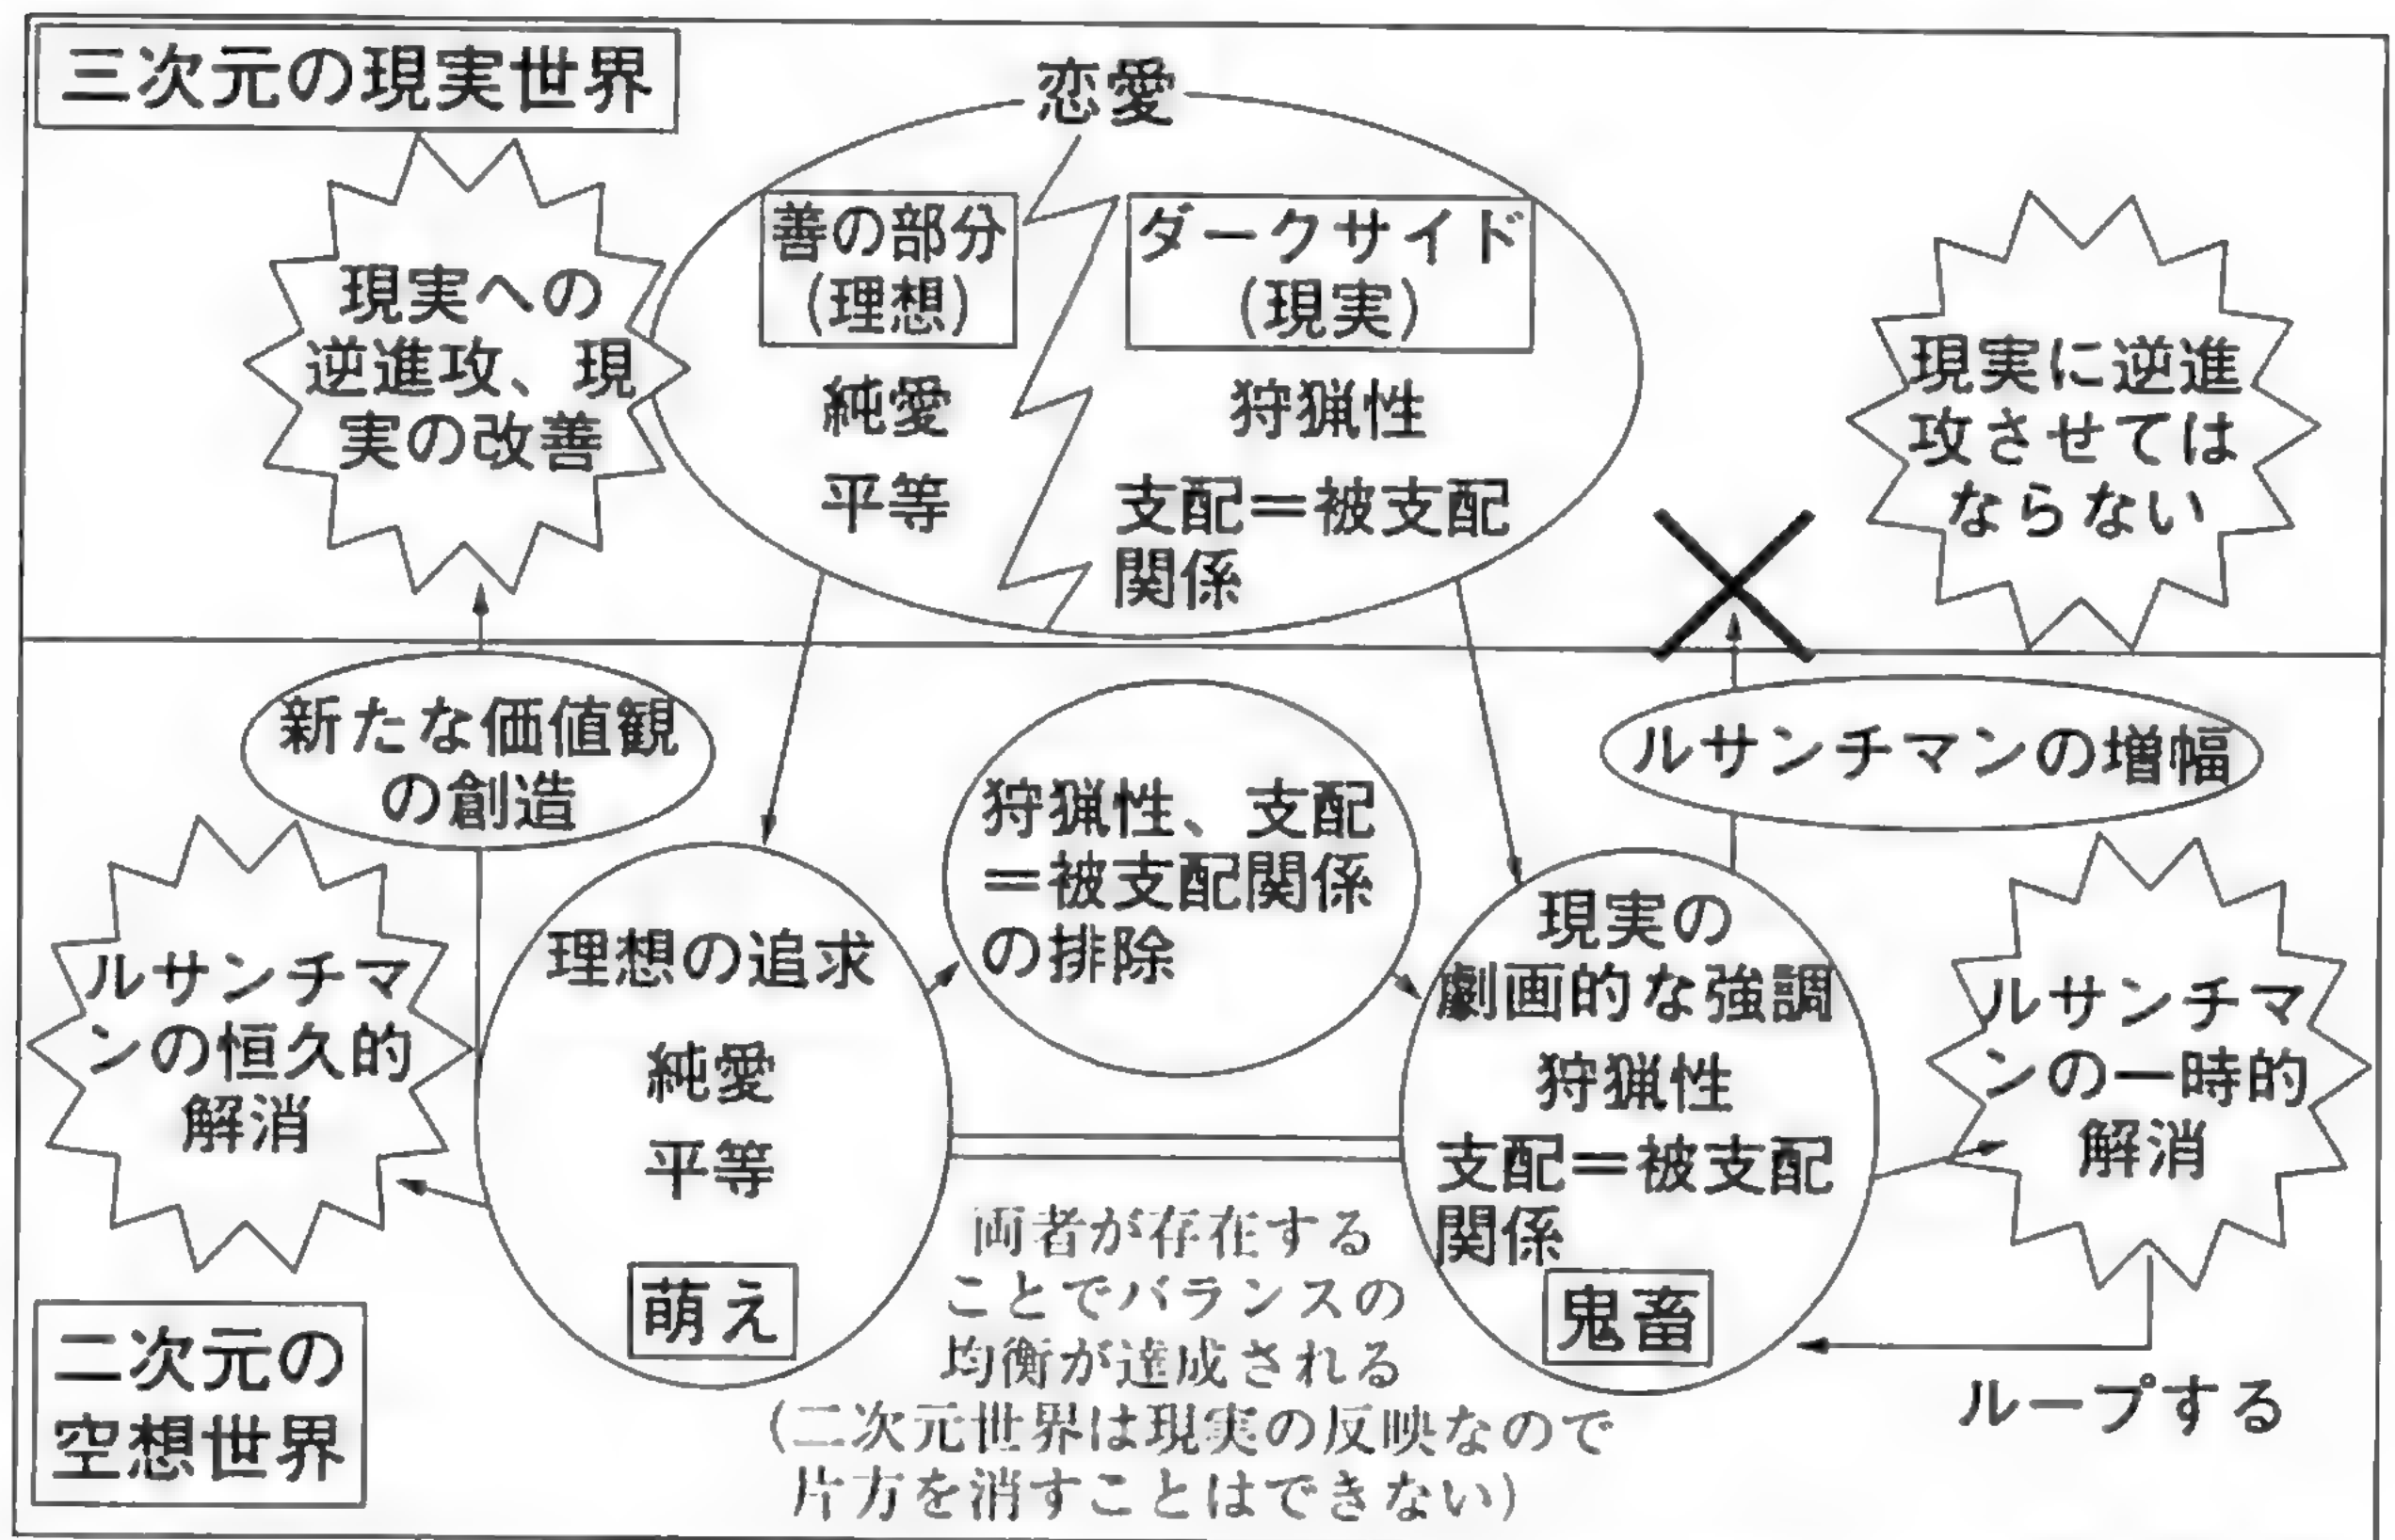 三次元の現実世界
恋愛
善の部分
(理想)
純愛
平等
ダークサイド
(現実)
狩猟性
支配＝被支配
関係
現実への
逆進攻、現
実の改善
現実に逆進
攻させては
ならない
新たな価値観
の創造
狩猟性、支配
＝被支配関係
の排除
ルサンチマンの増幅
ルサンチマ
ンの恒久的
解消
理想の追求
純愛
平等
萌え
現実の
劇画的な強調
狩猟性
支配＝被支配
関係
鬼畜
ルサンチマ
ンの一時的
解消
ループする
両者が存在する
ことでバランスの
均衡が達成される
(二次元世界は現実の反映なので
片方を消すことはできない)
二次元の
空想世界